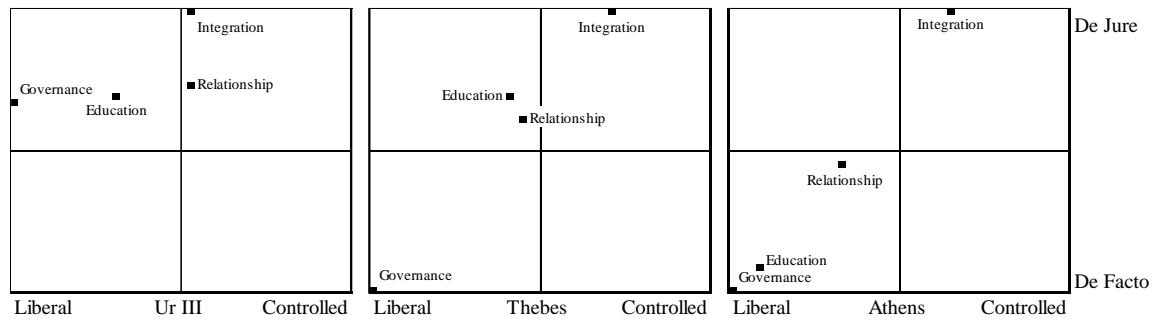 Integration
Relationship
Governance
Education
Liberal Ur III Controlled
Integration
Education
Relationship
Governance
Liberal Thebes Controlled
Integration
De Jure
Relationship
Education
Governance
De Facto
Liberal Athens Controlled